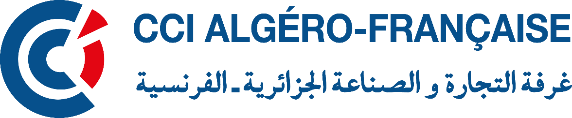 CCI ALGÉRO-FRANÇAISE
غرفة التجارة و الصناعة الجزائرية - الفرنسية